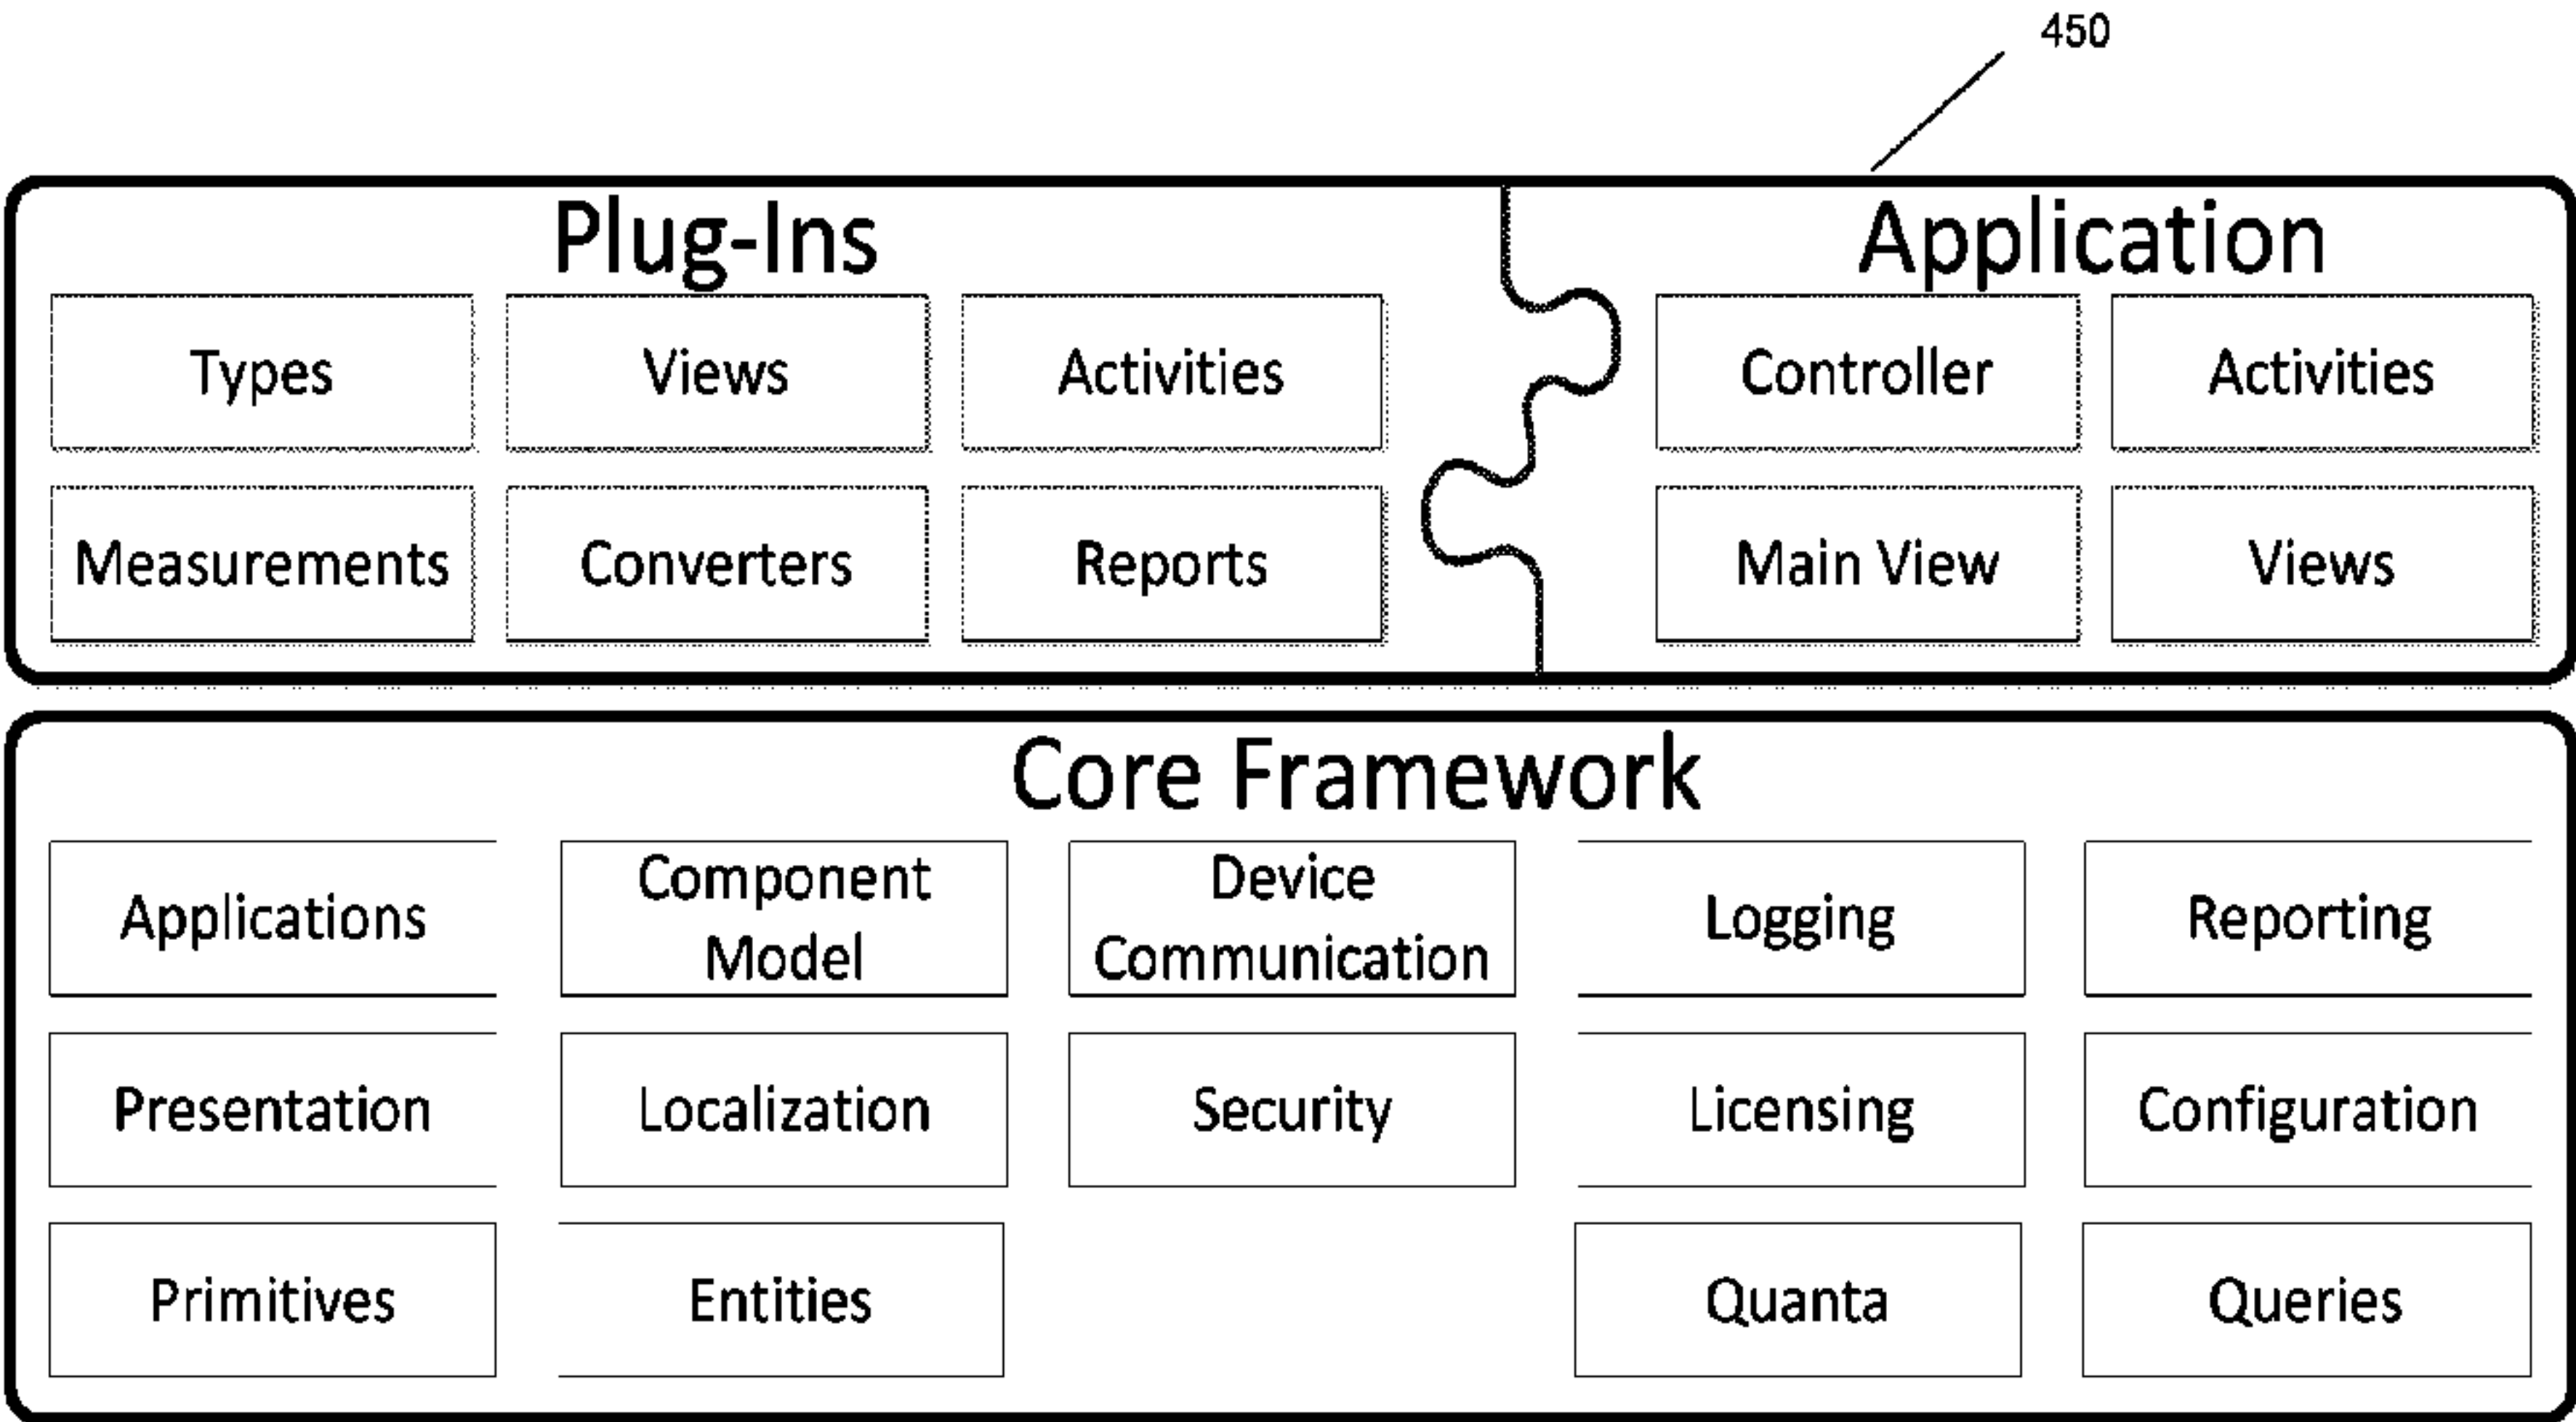 450
Plug-Ins
Application
Types
Views
Activities
Controller
Activities
Measurements
Converters
Reports
Main View
Views
Core Framework
Applications
Component
Model
Device
Communication
Logging
Reporting
Presentation
Localization
Security
Licensing
Configuration
Primitives
Entities
Quanta
Queries